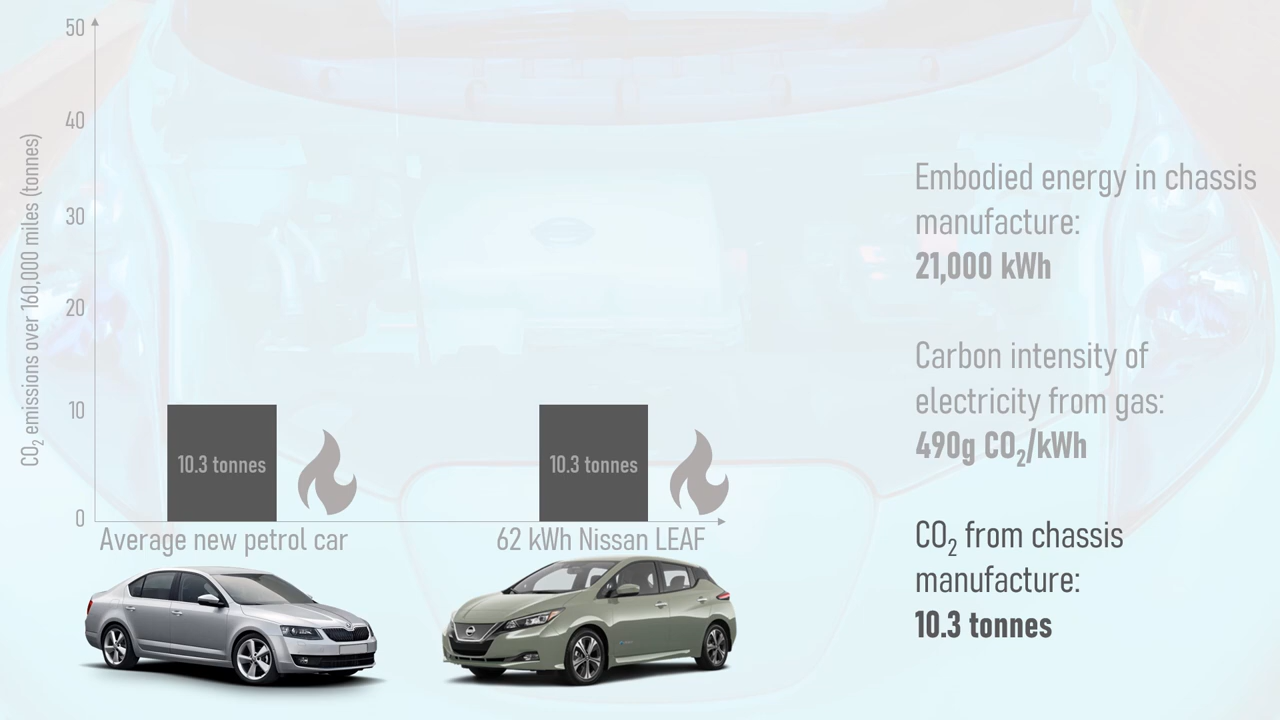 50
40
30
20
10
0
CO₂ emissions over 160,000 miles (tonnes)
10.3 tonnes
10.3 tonnes
Average new petrol car
62 kWh Nissan LEAF
Embodied energy in chassis
manufacture:
21,000 kWh
Carbon intensity of
electricity from gas:
490g CO₂/kWh
CO₂ from chassis
manufacture:
10.3 tonnes